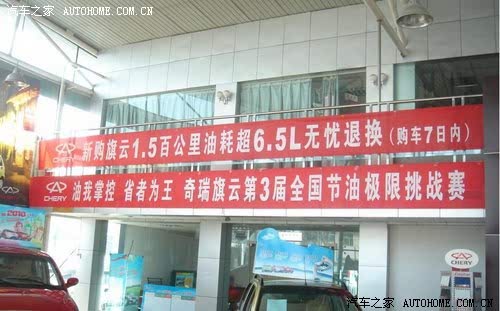 汽车之家 AUTOHOME.COM.CN
CHERY 新购旗云1.5百公里油耗超6.5L无忧退换(购车7日内)
CHERY 油我掌控 省者为王 奇瑞旗云第3届全国节油极限挑战赛
CHERY
汽车之家 AUTOHOME.COM.CN